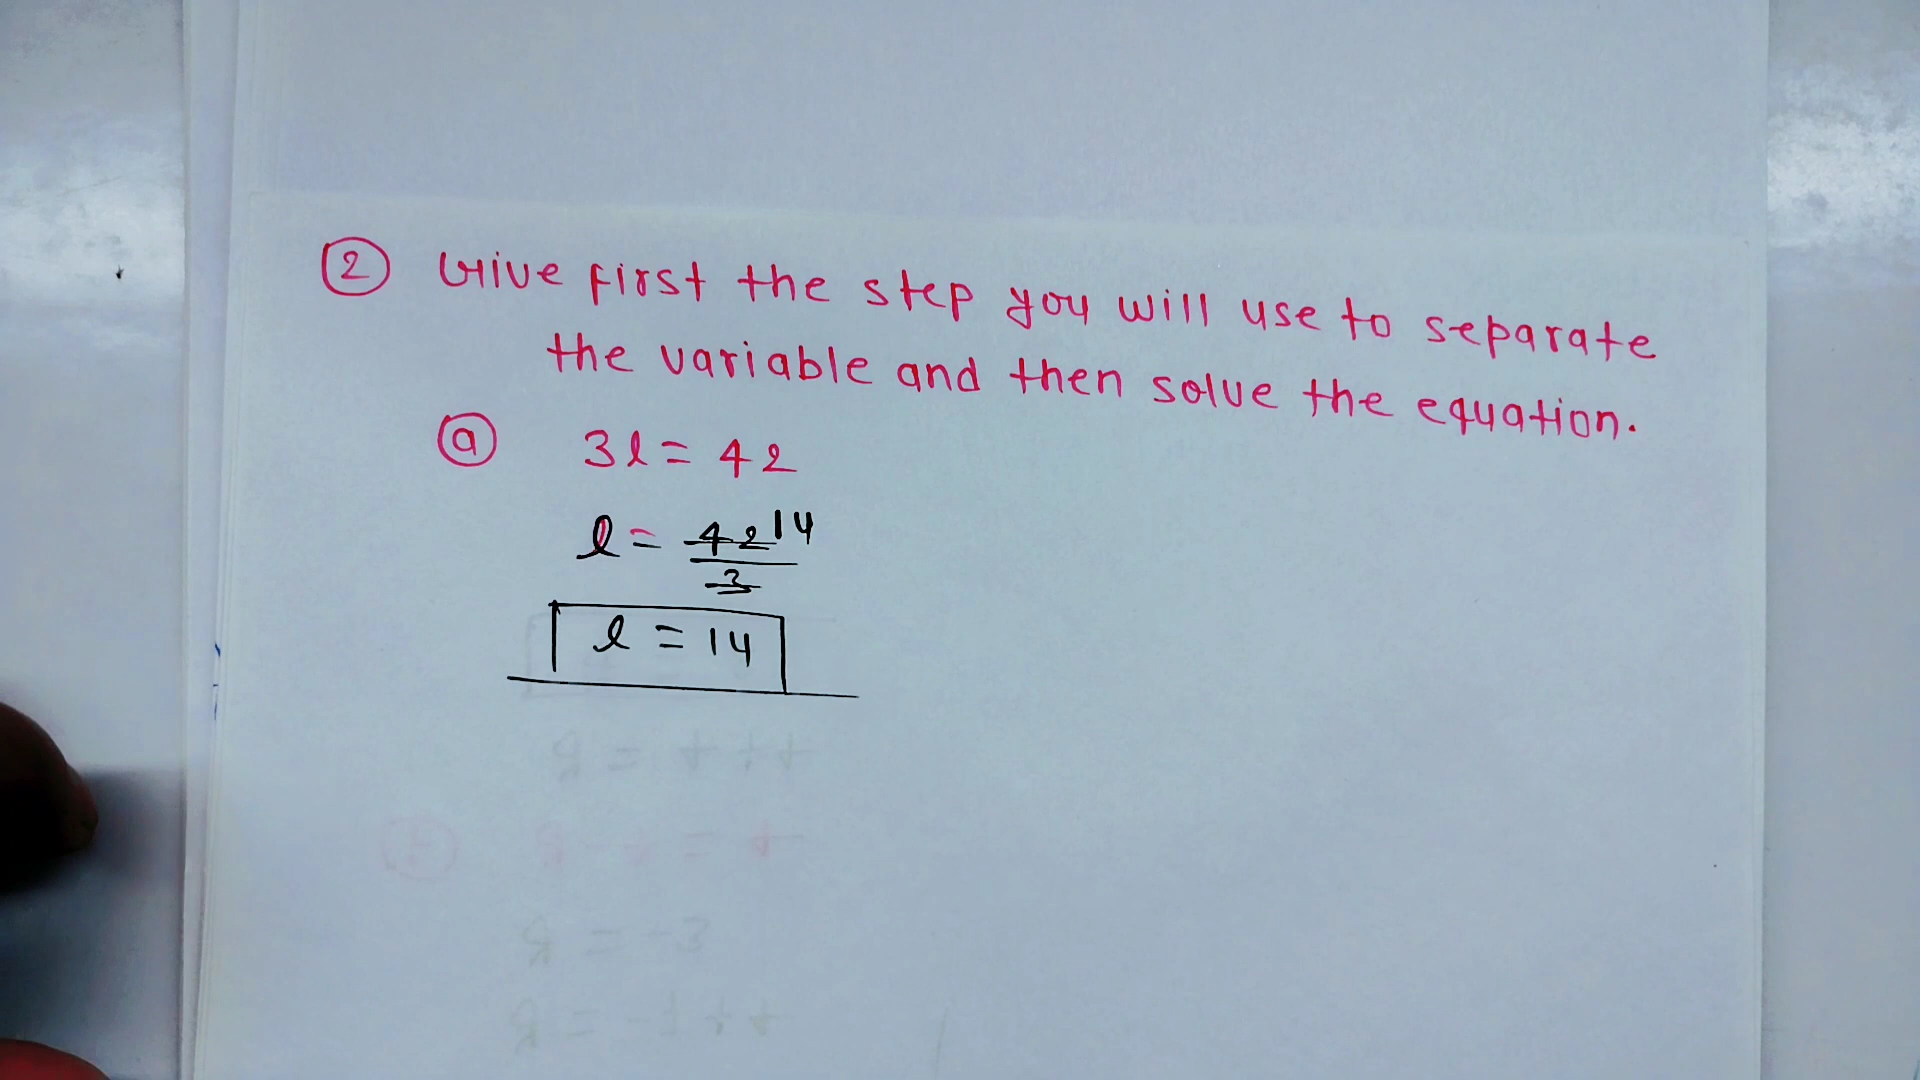 ② Give first the step you will use to separate
the variable and then solve the equation.
ⓐ 3l = 42
l = 42/3 14
l = 14